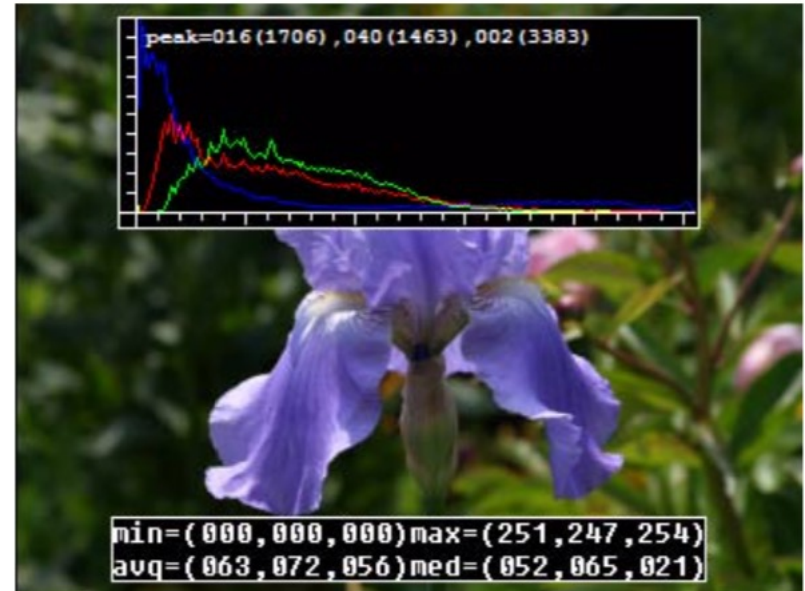 peak=016(1706),040(1463),002(3383)
min=(000,000,000)max=(251,247,254)
avg=(063,072,056)med=(052,065,021)